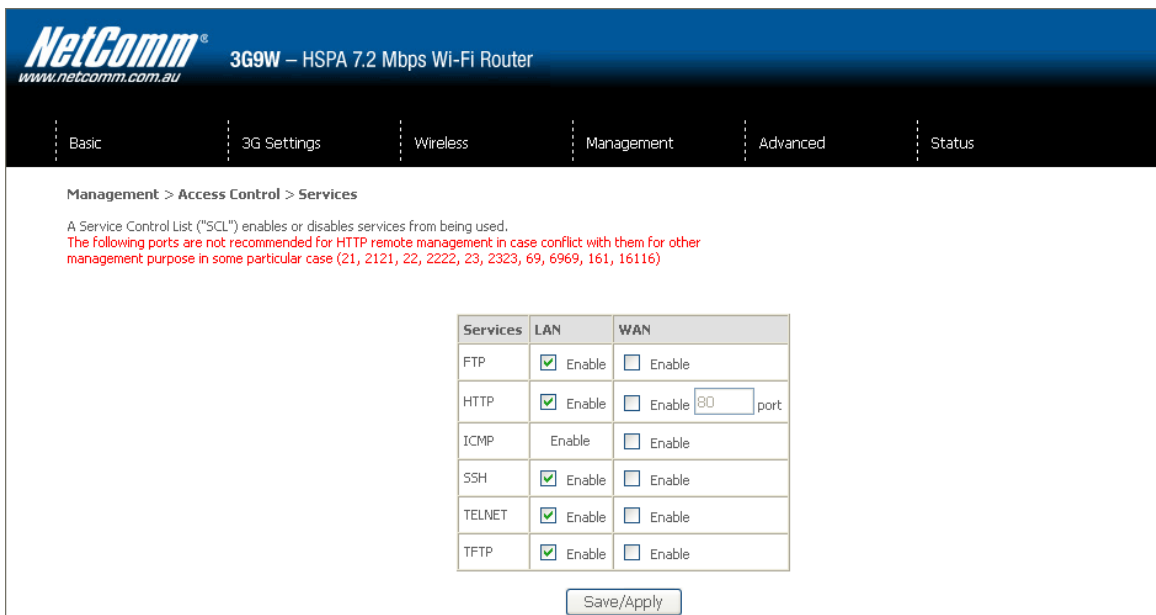 NetComm®
www.netcomm.com.au
3G9W – HSPA 7.2 Mbps Wi-Fi Router
Basic 3G Settings Wireless Management Advanced Status
Management > Access Control > Services
A Service Control List ("SCL") enables or disables services from being used.
The following ports are not recommended for HTTP remote management in case conflict with them for other
management purpose in some particular case (21, 2121, 22, 2222, 23, 2323, 69, 6969, 161, 16116)
Services LAN WAN
FTP Enable Enable
HTTP Enable Enable 80 port
ICMP Enable Enable
SSH Enable Enable
TELNET Enable Enable
TFTP Enable Enable
Save/Apply